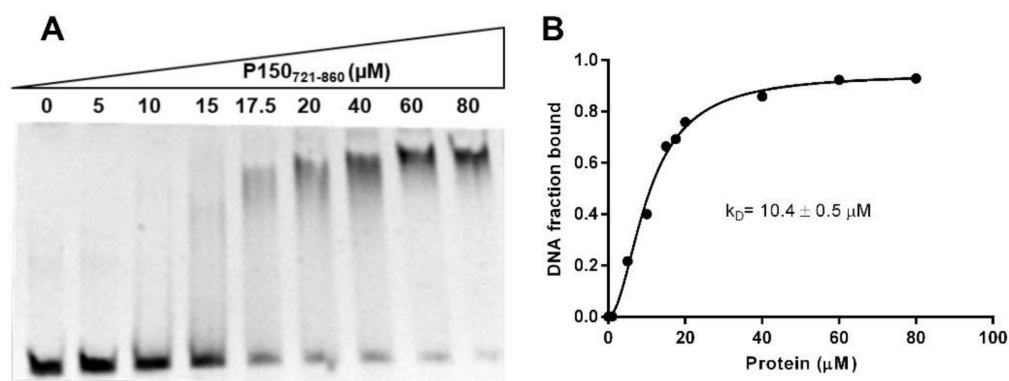 A
P150721-860 (µM)
0 5 10 15 17.5 20 40 60 80
B
DNA fraction bound
1.0
0.8
0.6
0.4
0.2
0.0
kD= 10.4 ± 0.5 µM
0 20 40 60 80 100
Protein (µM)